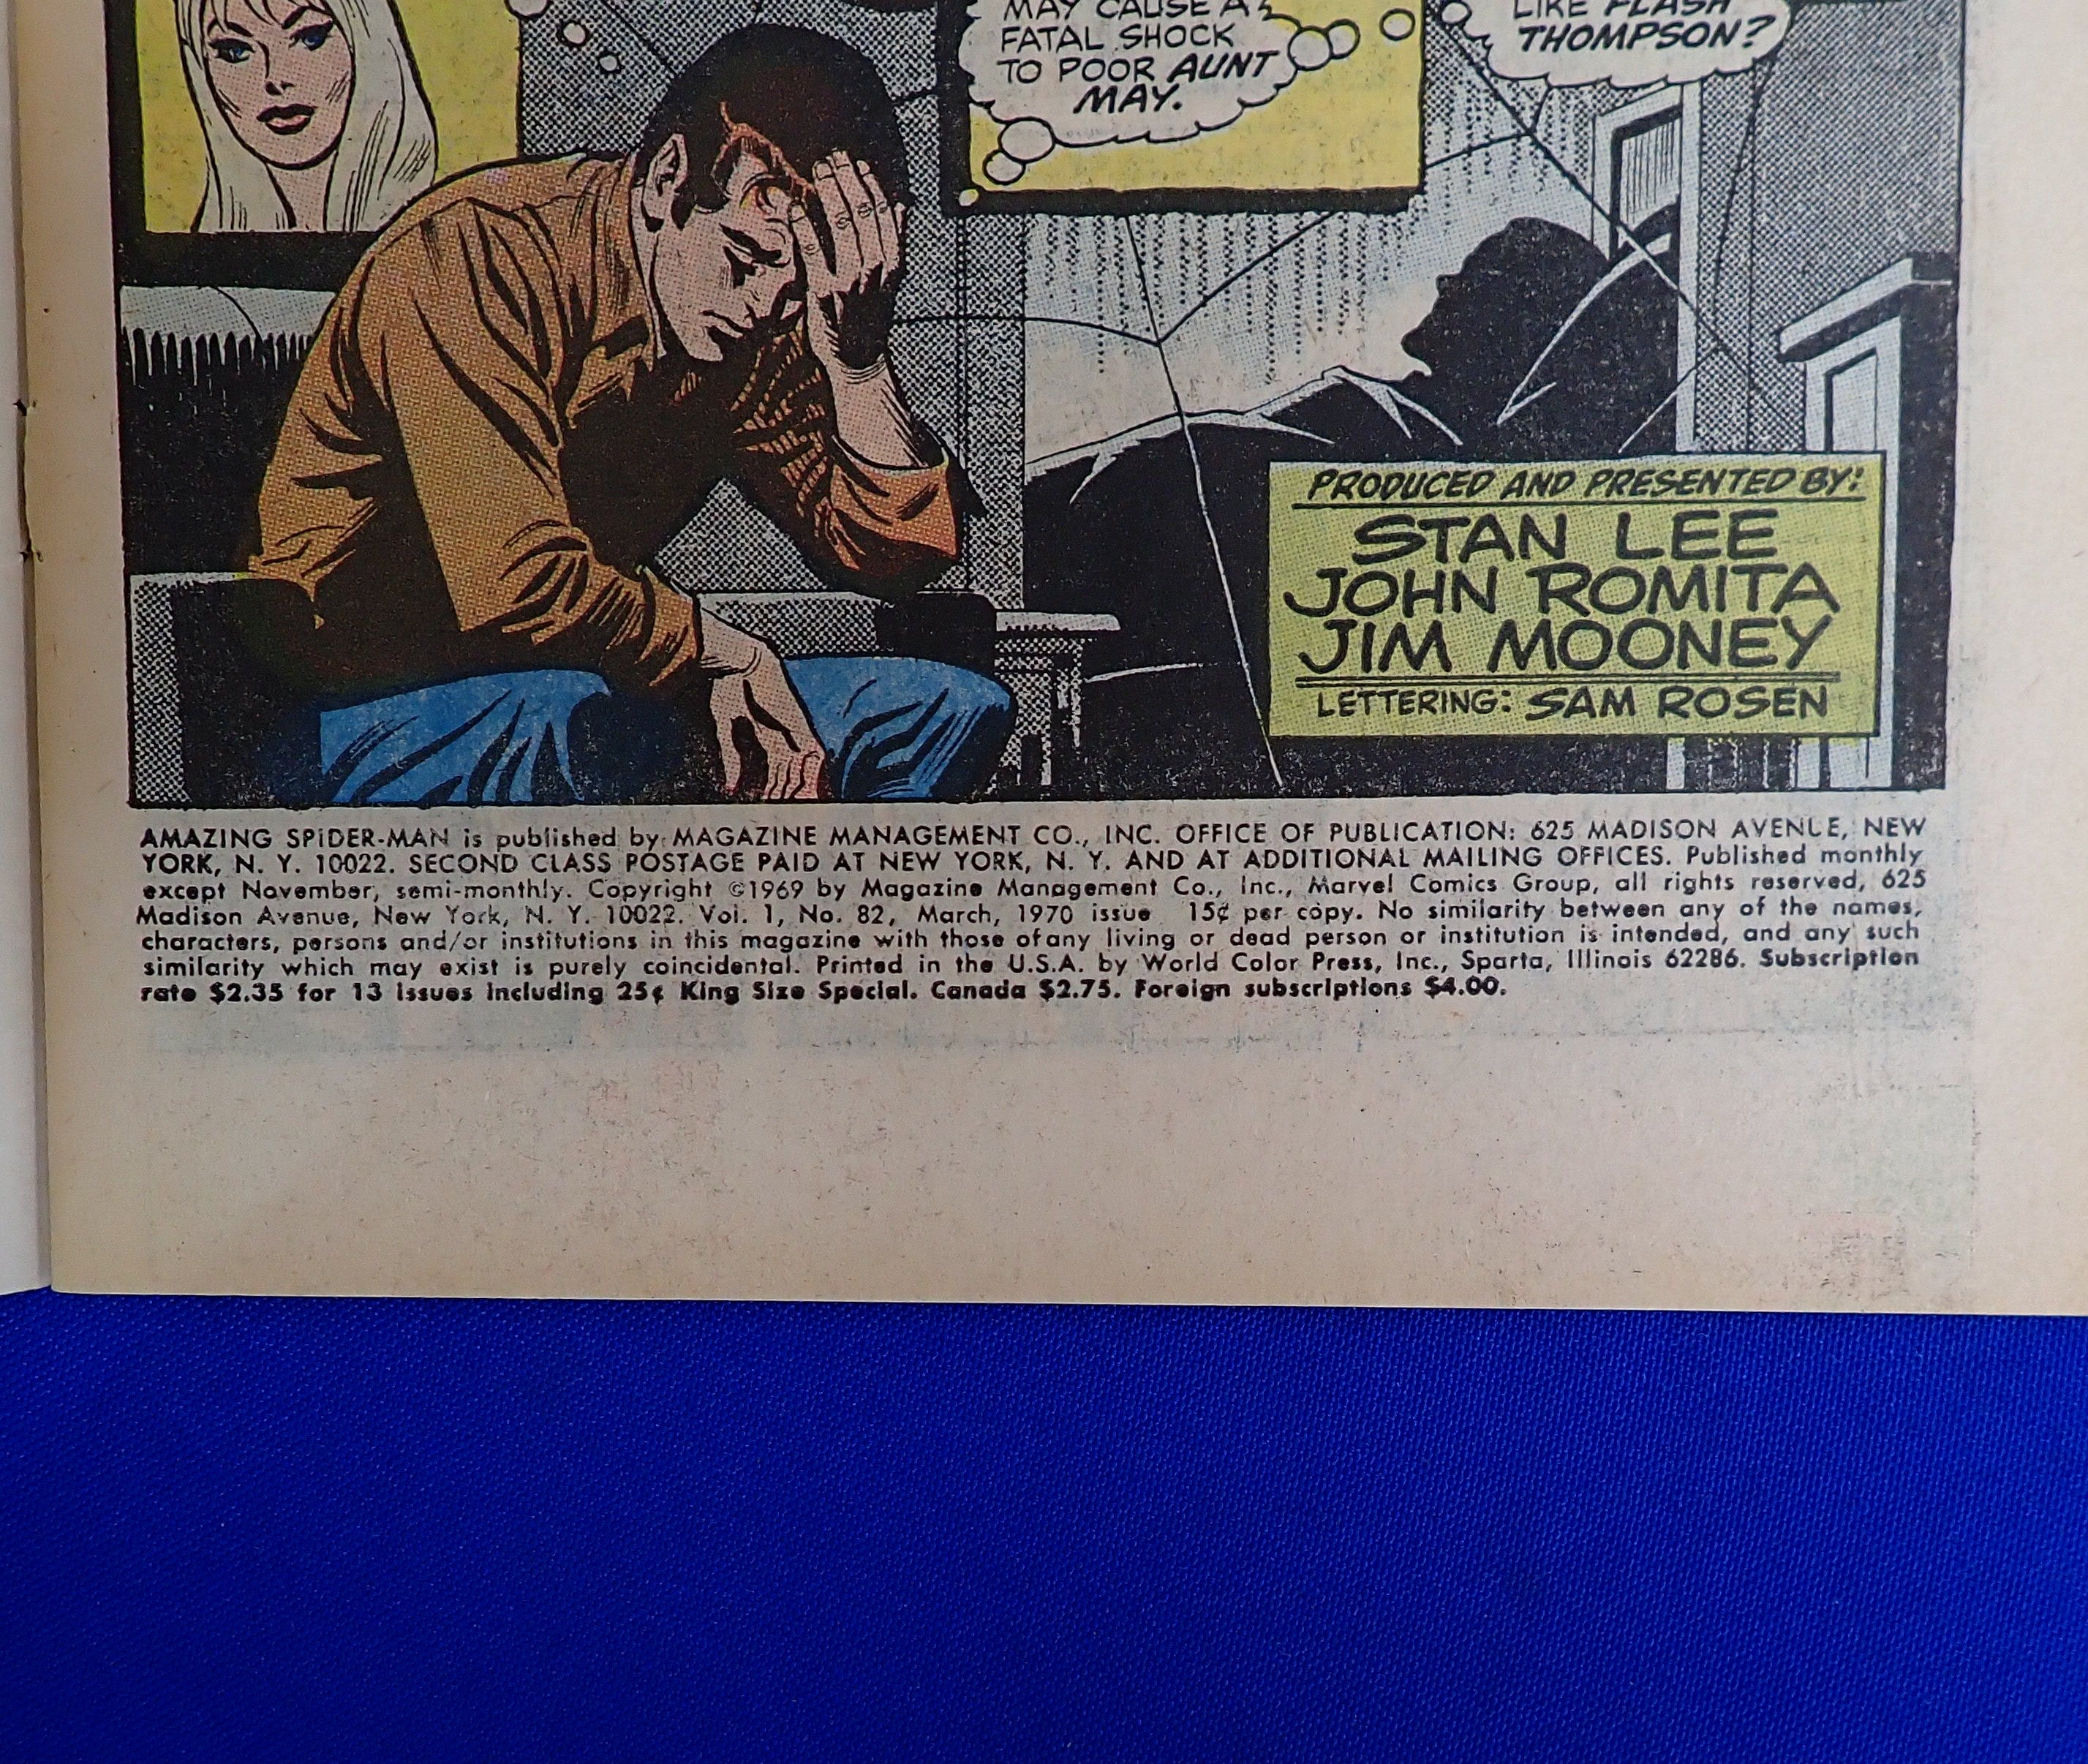 MAY CAUSE A
FATAL SHOCK
TO POOR AUNT
MAY.
LIKE FLASH
THOMPSON?
PRODUCED AND PRESENTED BY:
STAN LEE
JOHN ROMITA
JIM MOONEY
LETTERING: SAM ROSEN
AMAZING SPiDER-MAN is published by MAGAZINE MANAGEMENT CO., INC. OFFICE OF PUBLICATION: 625 MADISON AVENUE, NEW
YORK, N. Y. 10022. SECOND CLASS POSTAGE PAID AT NEW YORK, N. Y. AND AT ADDITIONAL MAILING OFFICES. Published monthly
except November, semi-monthly. Copyright ©1969 by Magazine Management Co., Inc., Marvel Comics Group, all rights reserved, 625
Madison Avenue, New York, N. Y. 10022. Vol. 1, No. 82, March, 1970 issue 15¢ per copy. No similarity between any of the names,
characters, persons and/or institutions in this magazine with those of any living or dead person or institution is intended, and any such
similarity which may exist is purely coincidental. Printed in the U.S.A. by World Color Press, Inc., Sparta, Illinois 62286. Subscription
rate $2.35 for 13 issues including 25¢ King Size Special. Canada $2.75. Foreign subscriptions $4.00.